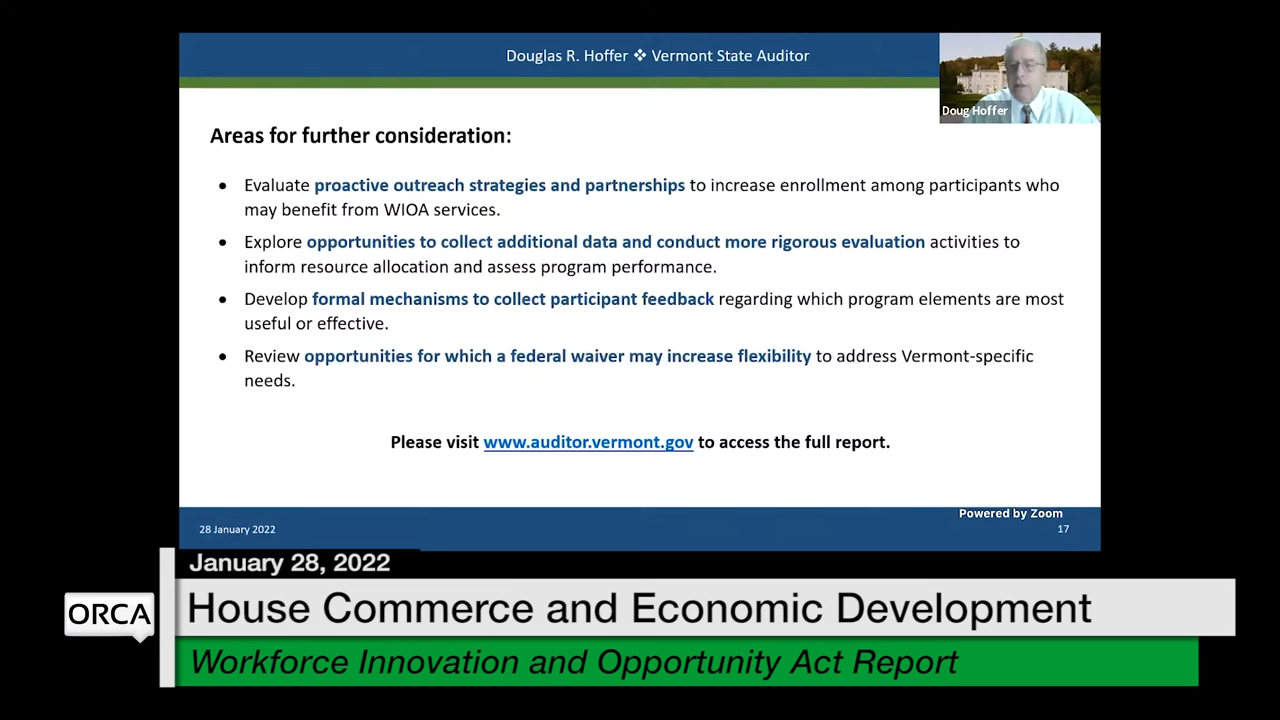 Douglas R. Hoffer ❖ Vermont State Auditor
Doug Hoffer
Areas for further consideration:
• Evaluate proactive outreach strategies and partnerships to increase enrollment among participants who
may benefit from WIOA services.
• Explore opportunities to collect additional data and conduct more rigorous evaluation activities to
inform resource allocation and assess program performance.
• Develop formal mechanisms to collect participant feedback regarding which program elements are most
useful or effective.
• Review opportunities for which a federal waiver may increase flexibility to address Vermont-specific
needs.
Please visit www.auditor.vermont.gov to access the full report.
Powered by Zoom
28 January 2022
17
January 28, 2022
ORCA
House Commerce and Economic Development
Workforce Innovation and Opportunity Act Report